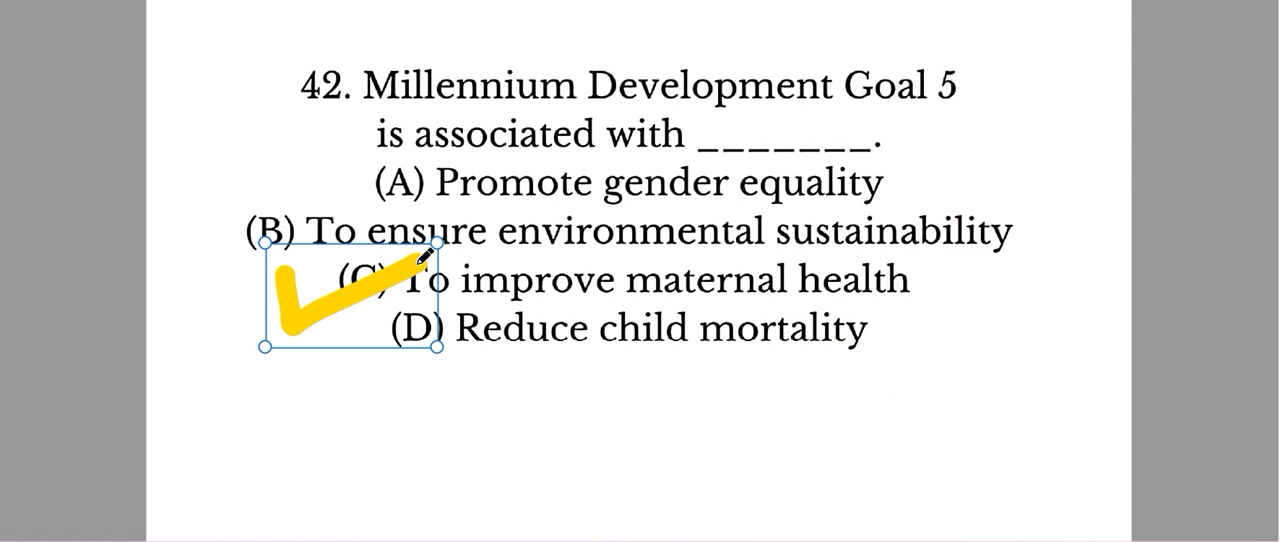 42. Millennium Development Goal 5
is associated with _______.
(A) Promote gender equality
(B) To ensure environmental sustainability
(C) To improve maternal health
(D) Reduce child mortality